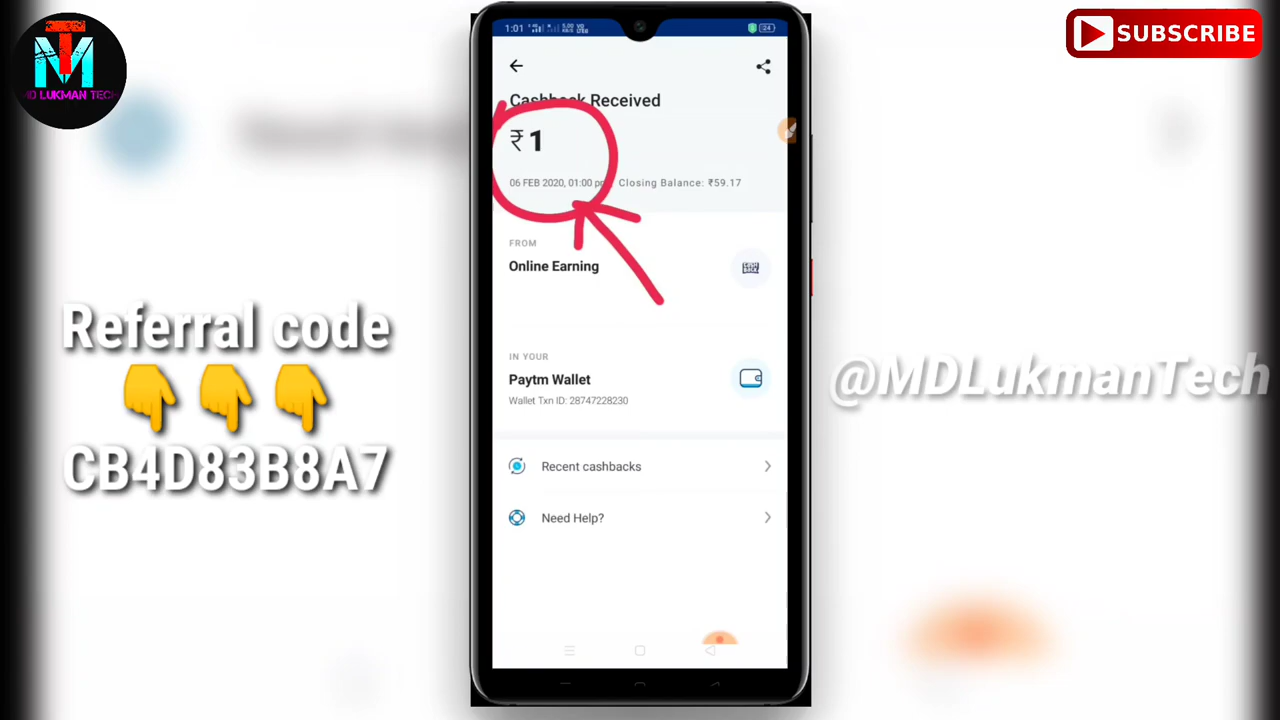 MD LUKMAN TECH
SUBSCRIBE
1:01
Cashback Received
₹1
06 FEB 2020, 01:00 pm
Closing Balance: ₹59.17
FROM
Online Earning
IN YOUR
Paytm Wallet
Wallet Txn ID: 28747228230
Recent cashbacks
Need Help?
Referral code
👇👇👇
CB4D83B8A7
@MDLukmanTech